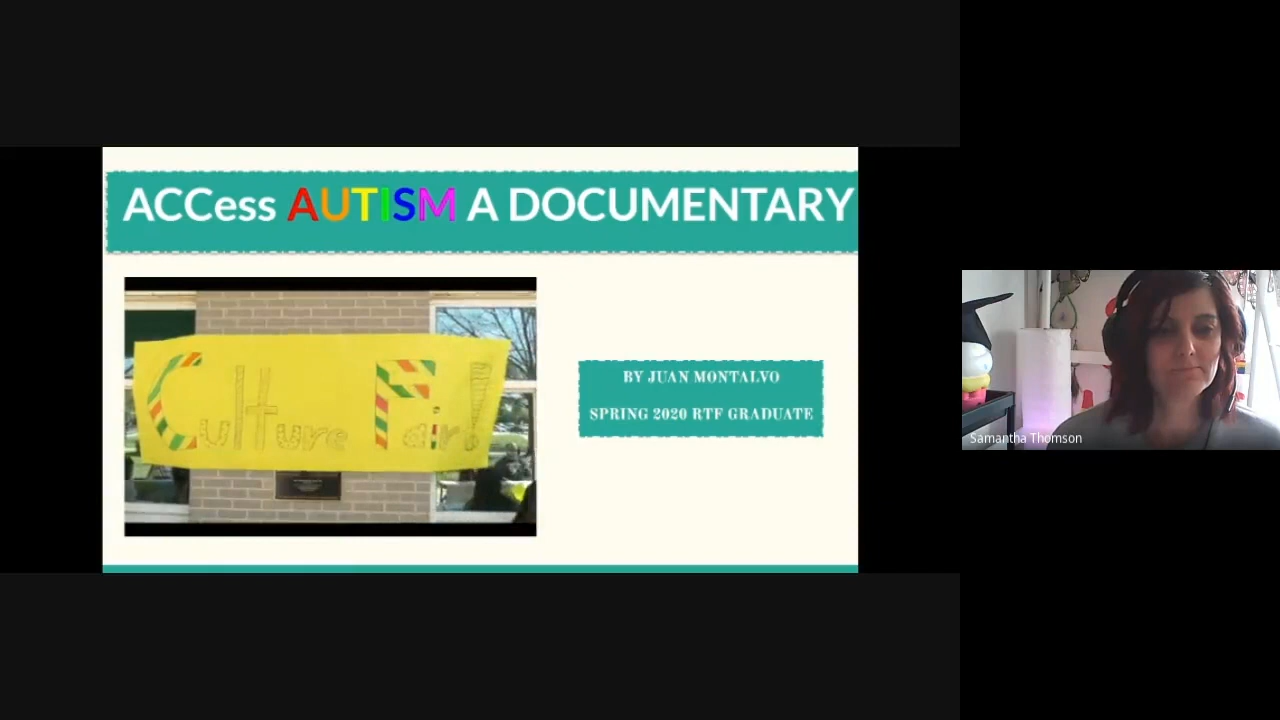 ACCess AUTISM A DOCUMENTARY
Culture Fair!
BY JUAN MONTALVO
SPRING 2020 RTF GRADUATE
Samantha Thomson